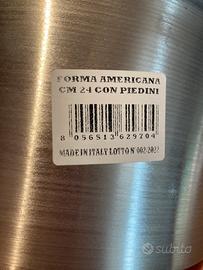 FORMA AMERICANA
CM 24 CON PIEDINI
8 056513 629704
MADE IN ITALY LOTTO N 002/2022
subito